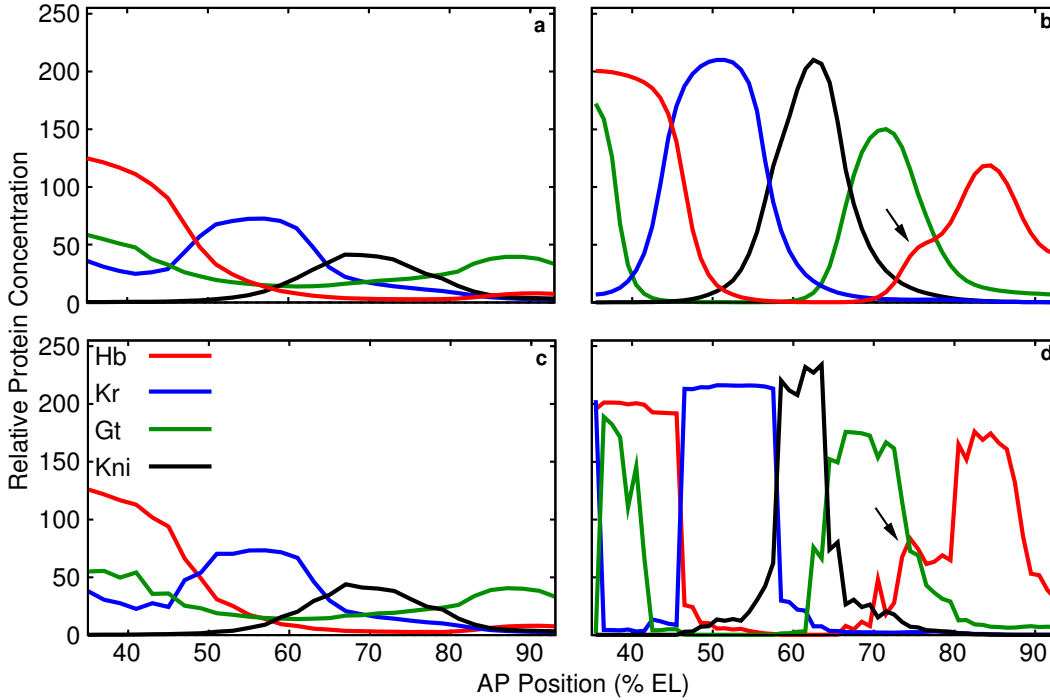 250
200
150
100
50
0
a
b
250
200
150
100
50
0
c
d
Hb
Kr
Gt
Kni
40 50 60 70 80 90
40 50 60 70 80 90
Relative Protein Concentration
AP Position (% EL)